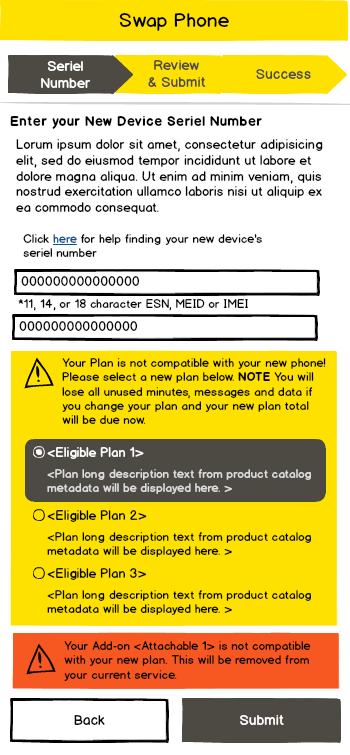 Swap Phone
Seriel
Number
Review
& Submit
Success
Enter your New Device Seriel Number
Lorum ipsum dolor sit amet, consectetur adipisicing
elit, sed do eiusmod tempor incididunt ut labore et
dolore magna aliqua. Ut enim ad minim veniam, quis
nostrud exercitation ullamco laboris nisi ut aliquip ex
ea commodo consequat.
Click here for help finding your new device's
seriel number
000000000000000
*11, 14, or 18 character ESN, MEID or IMEI
000000000000000
Your Plan is not compatible with your new phone!
Please select a new plan below. NOTE You will
lose all unused minutes, messages and data if
you change your plan and your new plan total
will be due now.
<Eligible Plan 1>
<Plan long description text from product catalog
metadata will be displayed here. >
<Eligible Plan 2>
<Plan long description text from product catalog
metadata will be displayed here. >
<Eligible Plan 3>
<Plan long description text from product catalog
metadata will be displayed here. >
Your Add-on <Attachable 1> is not compatible
with your new plan. This will be removed from
your current service.
Back
Submit